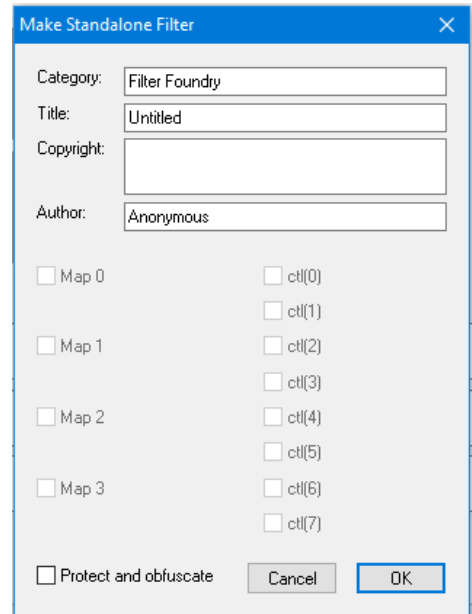 Make Standalone Filter
Category: Filter Foundry
Title: Untitled
Copyright:
Author: Anonymous
Map 0 ctl(0)
ctl(1)
Map 1 ctl(2)
ctl(3)
Map 2 ctl(4)
ctl(5)
Map 3 ctl(6)
ctl(7)
Protect and obfuscate Cancel OK